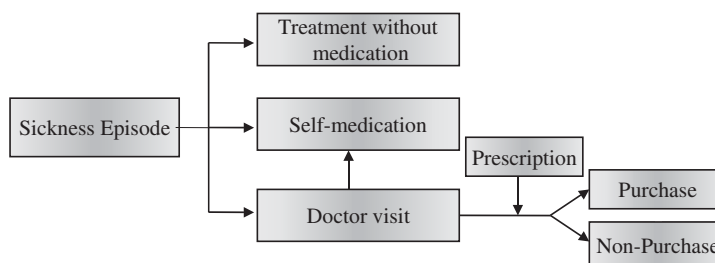 Treatment without
medication
Sickness Episode
Self-medication
Prescription
Purchase
Doctor visit
Non-Purchase